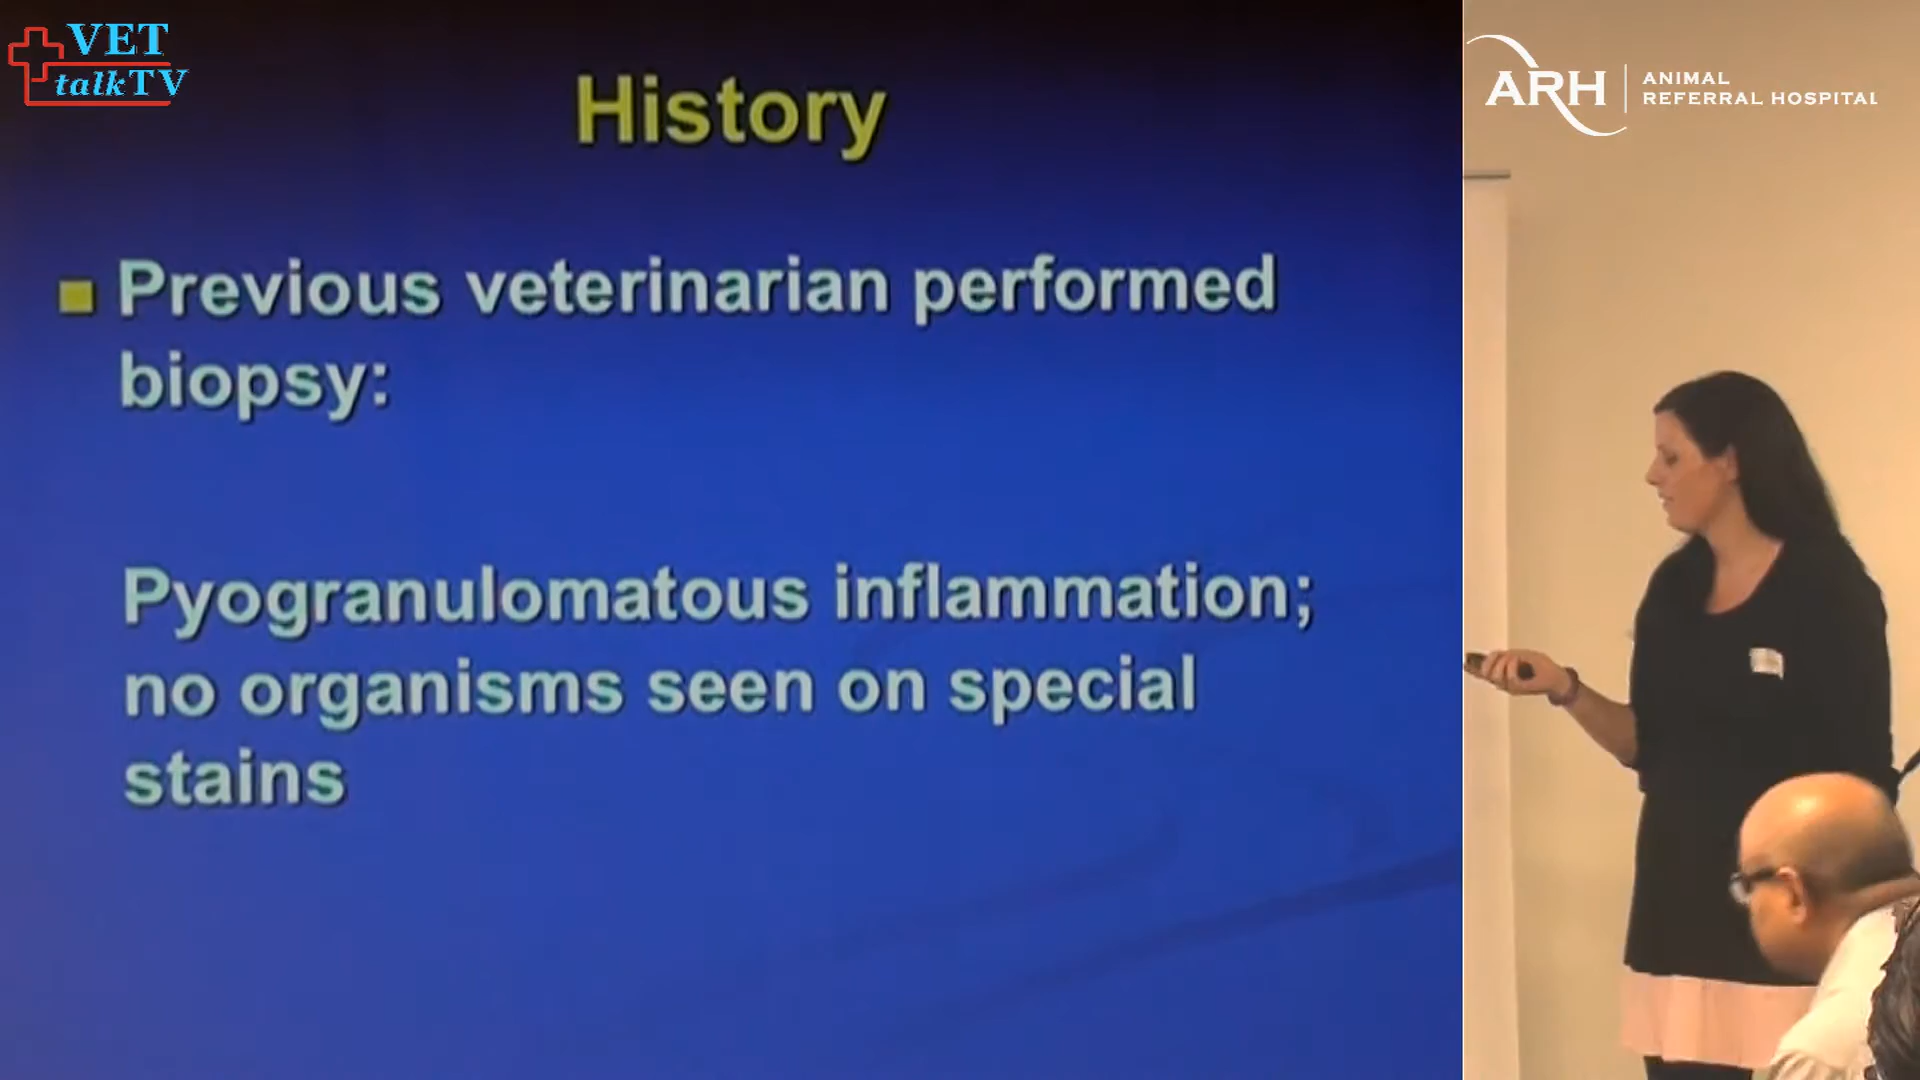 VET
talkTV
History
Previous veterinarian performed
biopsy:
Pyogranulomatous inflammation;
no organisms seen on special
stains
ARH
ANIMAL
REFERRAL HOSPITAL